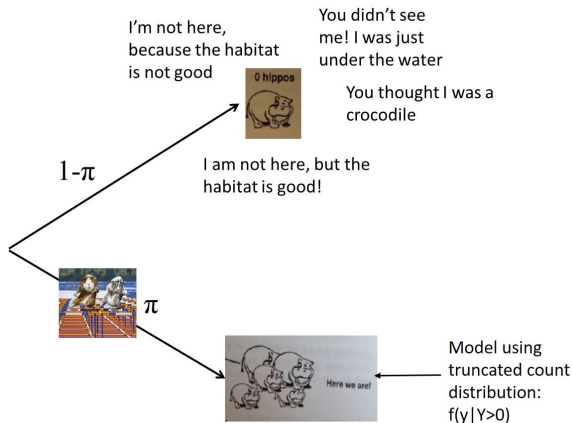 I'm not here,
because the habitat
is not good
You didn't see
me! I was just
under the water
0 hippos
You thought I was a
crocodile
I am not here, but the
habitat is good!
1-π
π
Here we are!
Model using
truncated count
distribution:
f(y|Y>0)